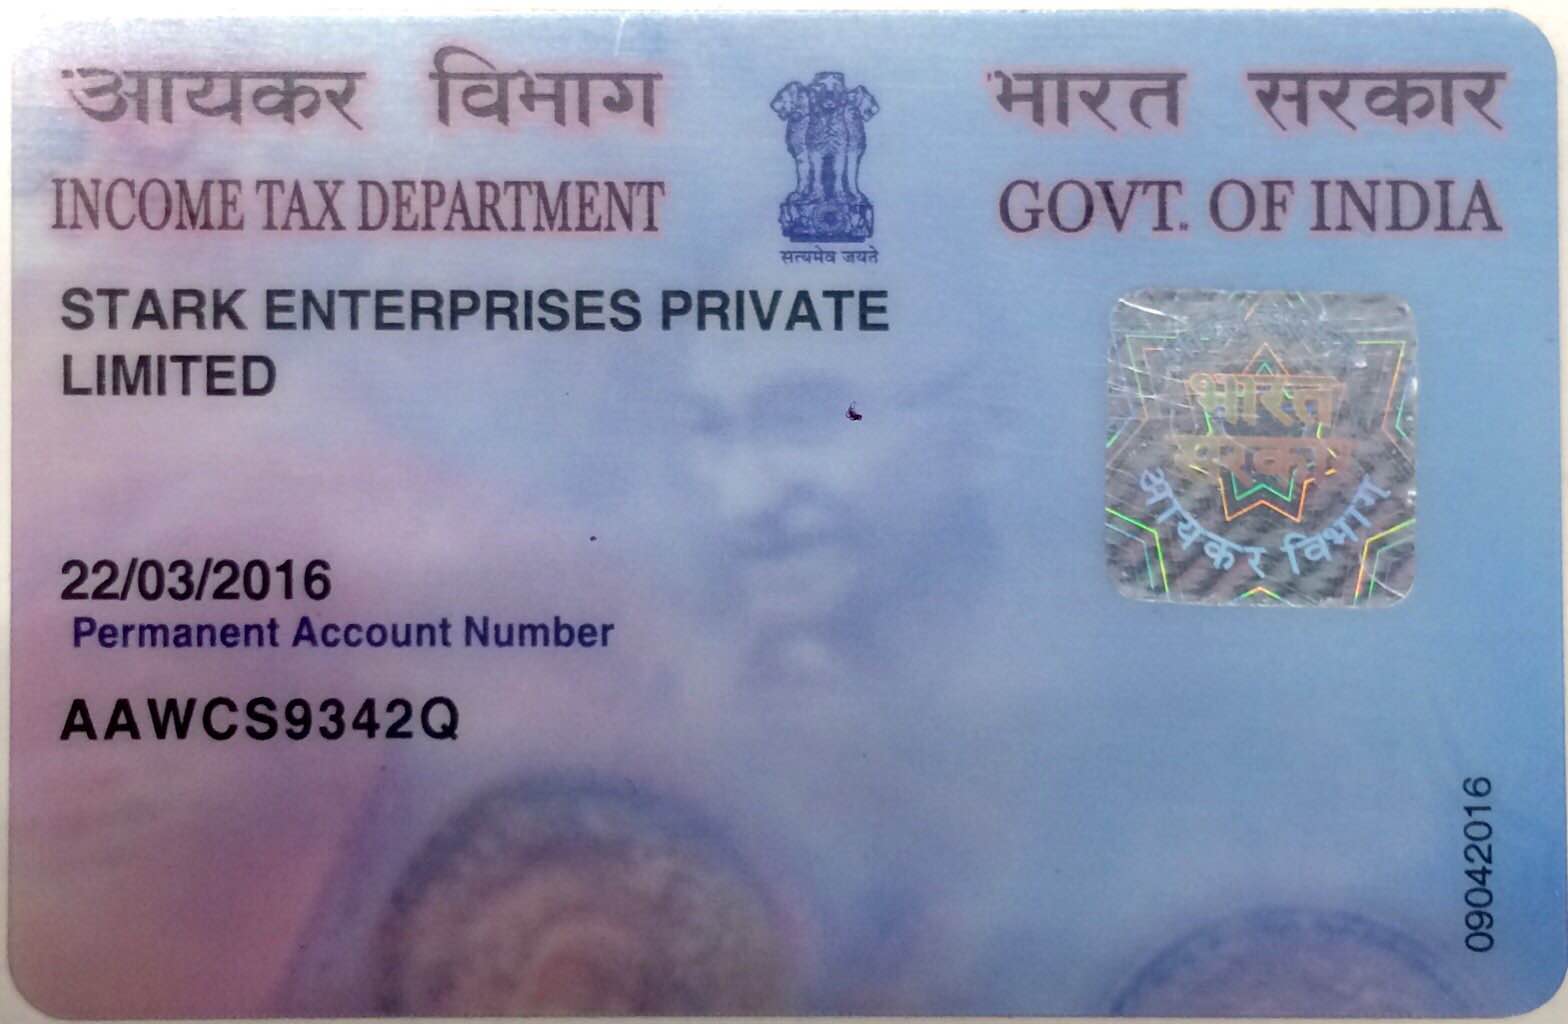 आयकर विभाग भारत सरकार
INCOME TAX DEPARTMENT GOVT. OF INDIA
सत्यमेव जयते
STARK ENTERPRISES PRIVATE
LIMITED
भारत
सरकार
आयकर विभाग
22/03/2016
Permanent Account Number
AAWCS9342Q
09042016